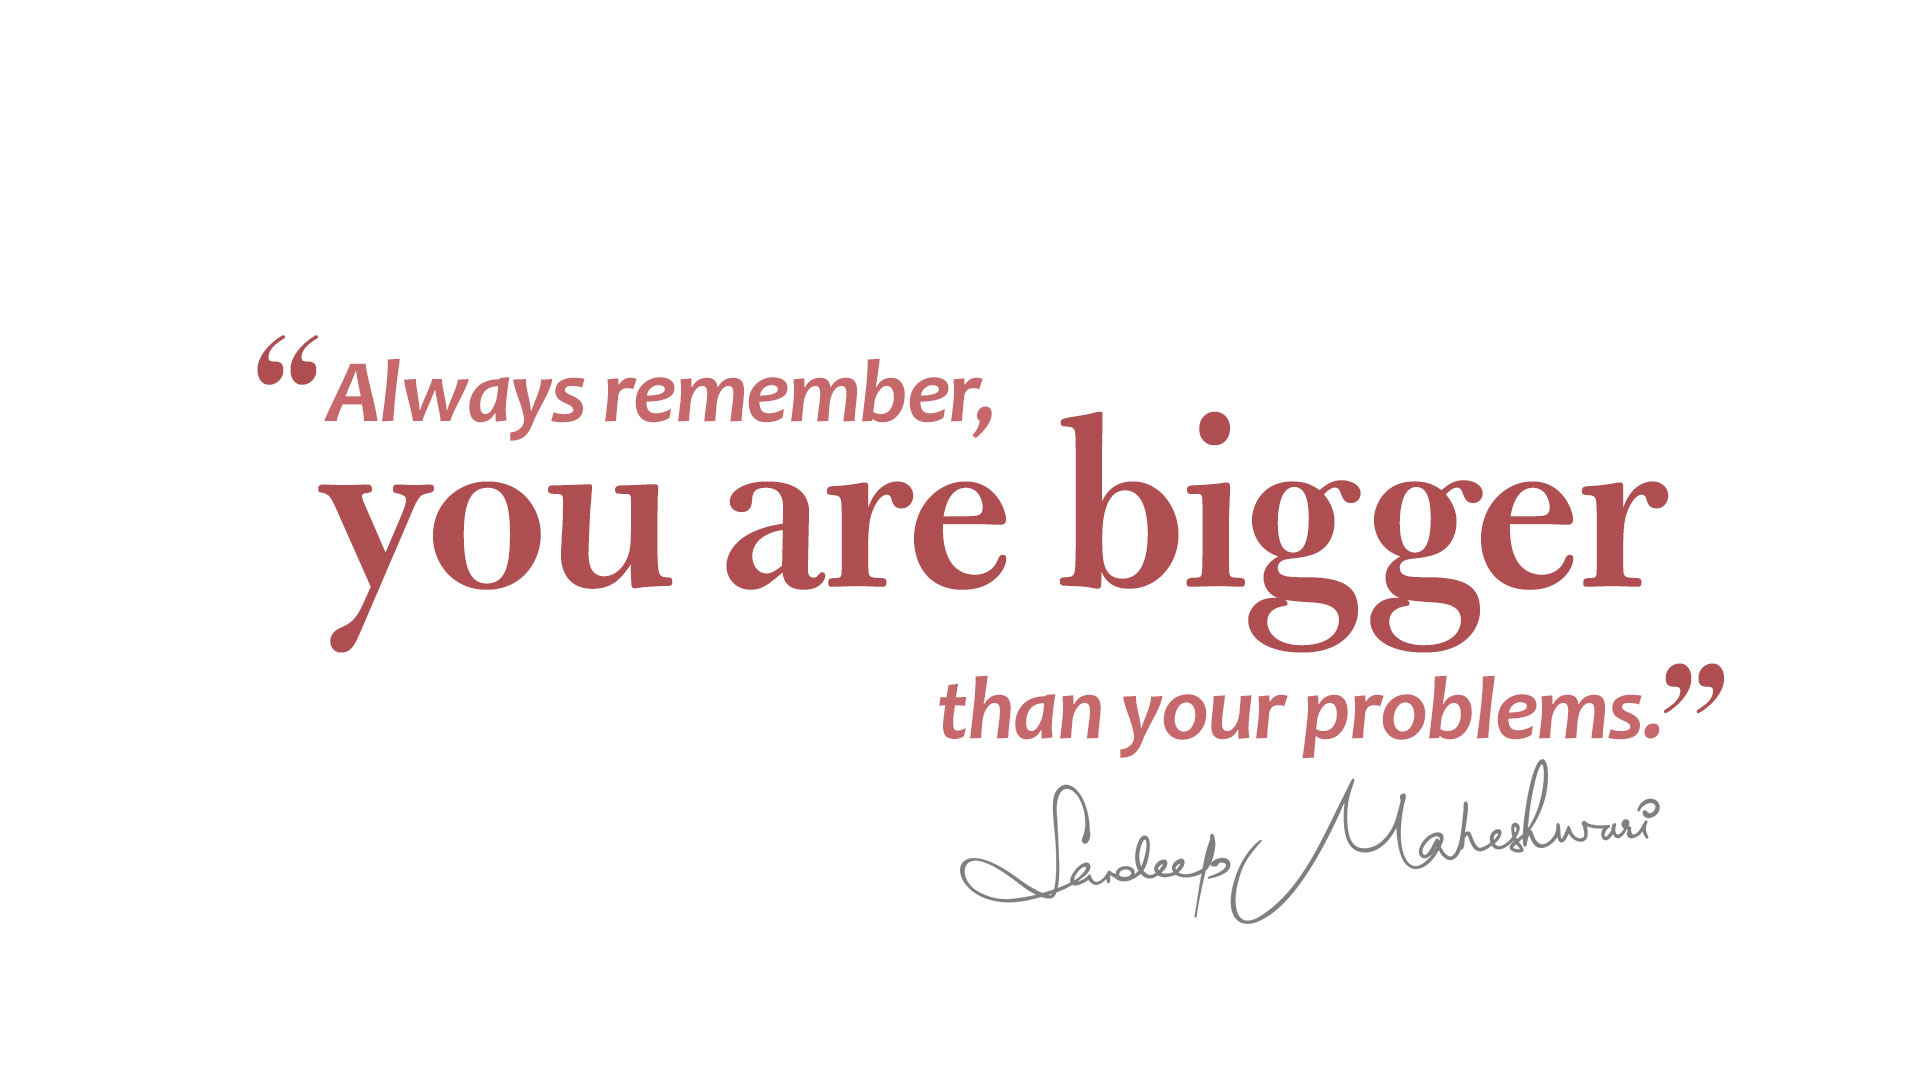 “Always remember,
you are bigger
than your problems.”
Sandeep Maheshwari